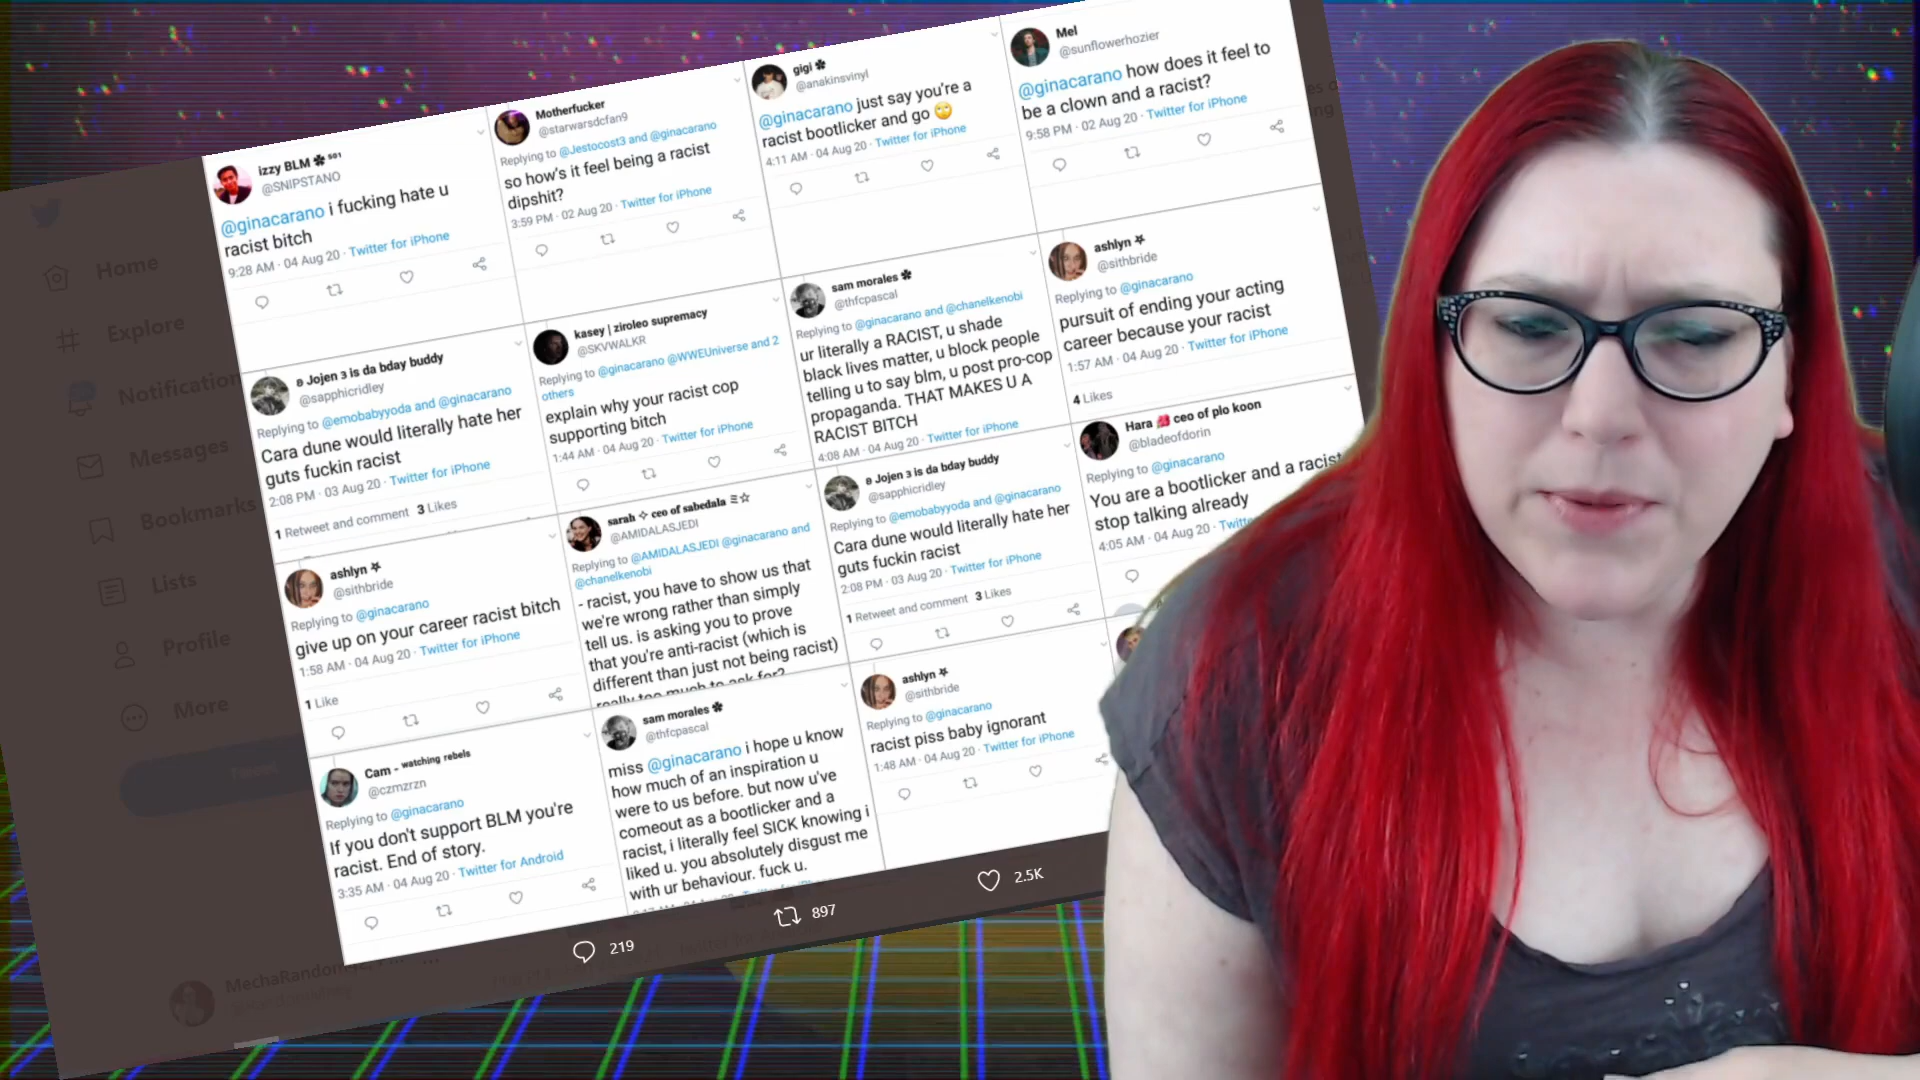 Home
Explore
Notification
Messages
Bookmarks
Lists
Profile
More
Tweet
izzy BLM ✽ ⁵⁰¹
@SNIPSTANO
@ginacarano i fucking hate u
racist bitch
9:28 AM · 04 Aug 20 · Twitter for iPhone
Motherfucker
@starwarsdcfan9
Replying to @Jestocost3 and @ginacarano
so how's it feel being a racist
dipshit?
3:59 PM · 02 Aug 20 · Twitter for iPhone
gigi ✽
@anakinsvinyl
@ginacarano just say you're a
racist bootlicker and go 🙄
4:11 AM · 04 Aug 20 · Twitter for iPhone
Mel
@sunflowerhozier
@ginacarano how does it feel to
be a clown and a racist?
9:58 PM · 02 Aug 20 · Twitter for iPhone
ʚ Jojen ɜ is da bday buddy
@sapphicridley
Replying to @emobabyyoda and @ginacarano
Cara dune would literally hate her
guts fuckin racist
2:08 PM · 03 Aug 20 · Twitter for iPhone
1 Retweet and comment 3 Likes
kasey | ziroleo supremacy
@SKVWALKR
Replying to @ginacarano @WWEUniverse and 2
others
explain why your racist cop
supporting bitch
1:44 AM · 04 Aug 20 · Twitter for iPhone
sam morales ✽
@thfcpascal
Replying to @ginacarano and @chanelkenobi
ur literally a RACIST, u shade
black lives matter, u block people
telling u to say blm, u post pro-cop
propaganda. THAT MAKES U A
RACIST BITCH
4:08 AM · 04 Aug 20 · Twitter for iPhone
ashlyn ⛧
@sithbride
Replying to @ginacarano
pursuit of ending your acting
career because your racist
1:57 AM · 04 Aug 20 · Twitter for iPhone
4 Likes
ashlyn ⛧
@sithbride
Replying to @ginacarano
give up on your career racist bitch
1:58 AM · 04 Aug 20 · Twitter for iPhone
1 Like
sarah ✧ ceo of sabedala ☆
@AMIDALASJEDI
Replying to @AMIDALASJEDI @ginacarano and
@chanelkenobi
- racist, you have to show us that
we're wrong rather than simply
tell us. is asking you to prove
that you're anti-racist (which is
different than just not being racist)
really too much to ask for?
ʚ Jojen ɜ is da bday buddy
@sapphicridley
Replying to @emobabyyoda and @ginacarano
Cara dune would literally hate her
guts fuckin racist
2:08 PM · 03 Aug 20 · Twitter for iPhone
1 Retweet and comment 3 Likes
Hara 🌺 ceo of plo koon
@bladeofdorin
Replying to @ginacarano
You are a bootlicker and a racist
stop talking already
4:05 AM · 04 Aug 20 · Twitte
Cam - watching rebels
@czmzrzn
Replying to @ginacarano
If you don't support BLM you're
racist. End of story.
3:35 AM · 04 Aug 20 · Twitter for Android
sam morales ✽
@thfcpascal
miss @ginacarano i hope u know
how much of an inspiration u
were to us before. but now u've
comeout as a bootlicker and a
racist, i literally feel SICK knowing i
liked u. you absolutely disgust me
with ur behaviour. fuck u.
ashlyn ⛧
@sithbride
Replying to @ginacarano
racist piss baby ignorant
1:48 AM · 04 Aug 20 · Twitter for iPhone
219
897
2.5K